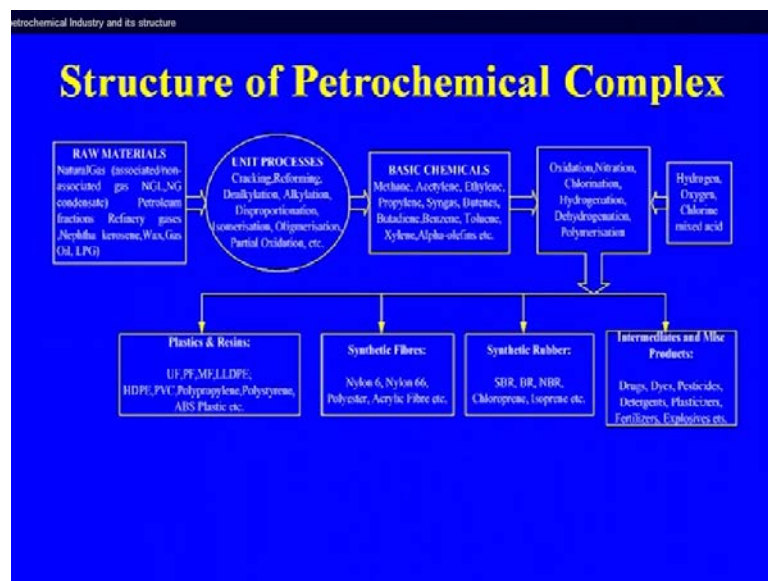 etrochemical Industry and its structure
Structure of Petrochemical Complex
RAW MATERIALS
NaturalGas (associated/non-
associated gas NGL,NG
condensate) Petroleum
fractions Refinery gases
,Nephtha kerosene,Wax,Gas
Oil, LPG)
UNIT PROCESSES
Cracking,Reforming,
Dealkylation, Alkylation,
Disproportionation,
Isomerisation, Oligmerisation,
Partial Oxidation, etc.
BASIC CHEMICALS
Methane, Acetylene, Ethylene,
Propylene, Syngas, Butenes,
Butadiene,Benzene, Toluene,
Xylene,Alpha-olefins etc.
Oxidation,Nitration,
Chlorination,
Hydrogenation,
Dehydrogenation,
Polymerisation
Hydrogen,
Oxygen,
Chlorine
mixed acid
Plastics & Resins:
UF,PF,MF,LLDPE,
HDPE,PVC,Polypropylene,Polystyrene,
ABS Plastic etc.
Synthetic Fibres:
Nylon 6, Nylon 66,
Polyester, Acrylic Fibre etc.
Synthetic Rubber:
SBR, BR, NBR,
Chloroprene, Isoprene etc.
Intermediates and Misc
Products:
Drugs, Dyes, Pesticides,
Detergents, Plasticizers,
Fertilizers, Explosives ets.